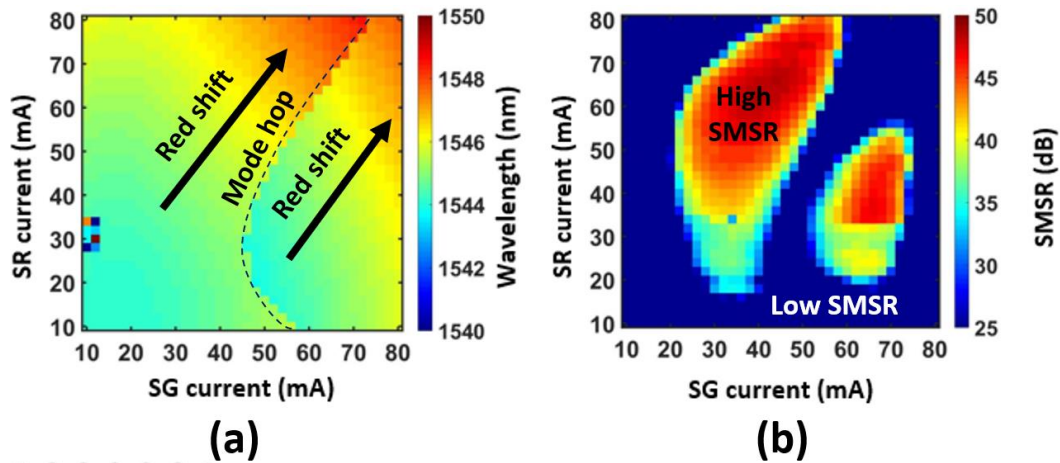 80
70
60
50
40
30
20
10
SR current (mA)
10 20 30 40 50 60 70 80
SG current (mA)
Red shift
Mode hop
Red shift
1550
1548
1546
1544
1542
1540
Wavelength (nm)
(a)
80
70
60
50
40
30
20
10
SR current (mA)
10 20 30 40 50 60 70 80
SG current (mA)
High
SMSR
Low SMSR
50
45
40
35
30
25
SMSR (dB)
(b)